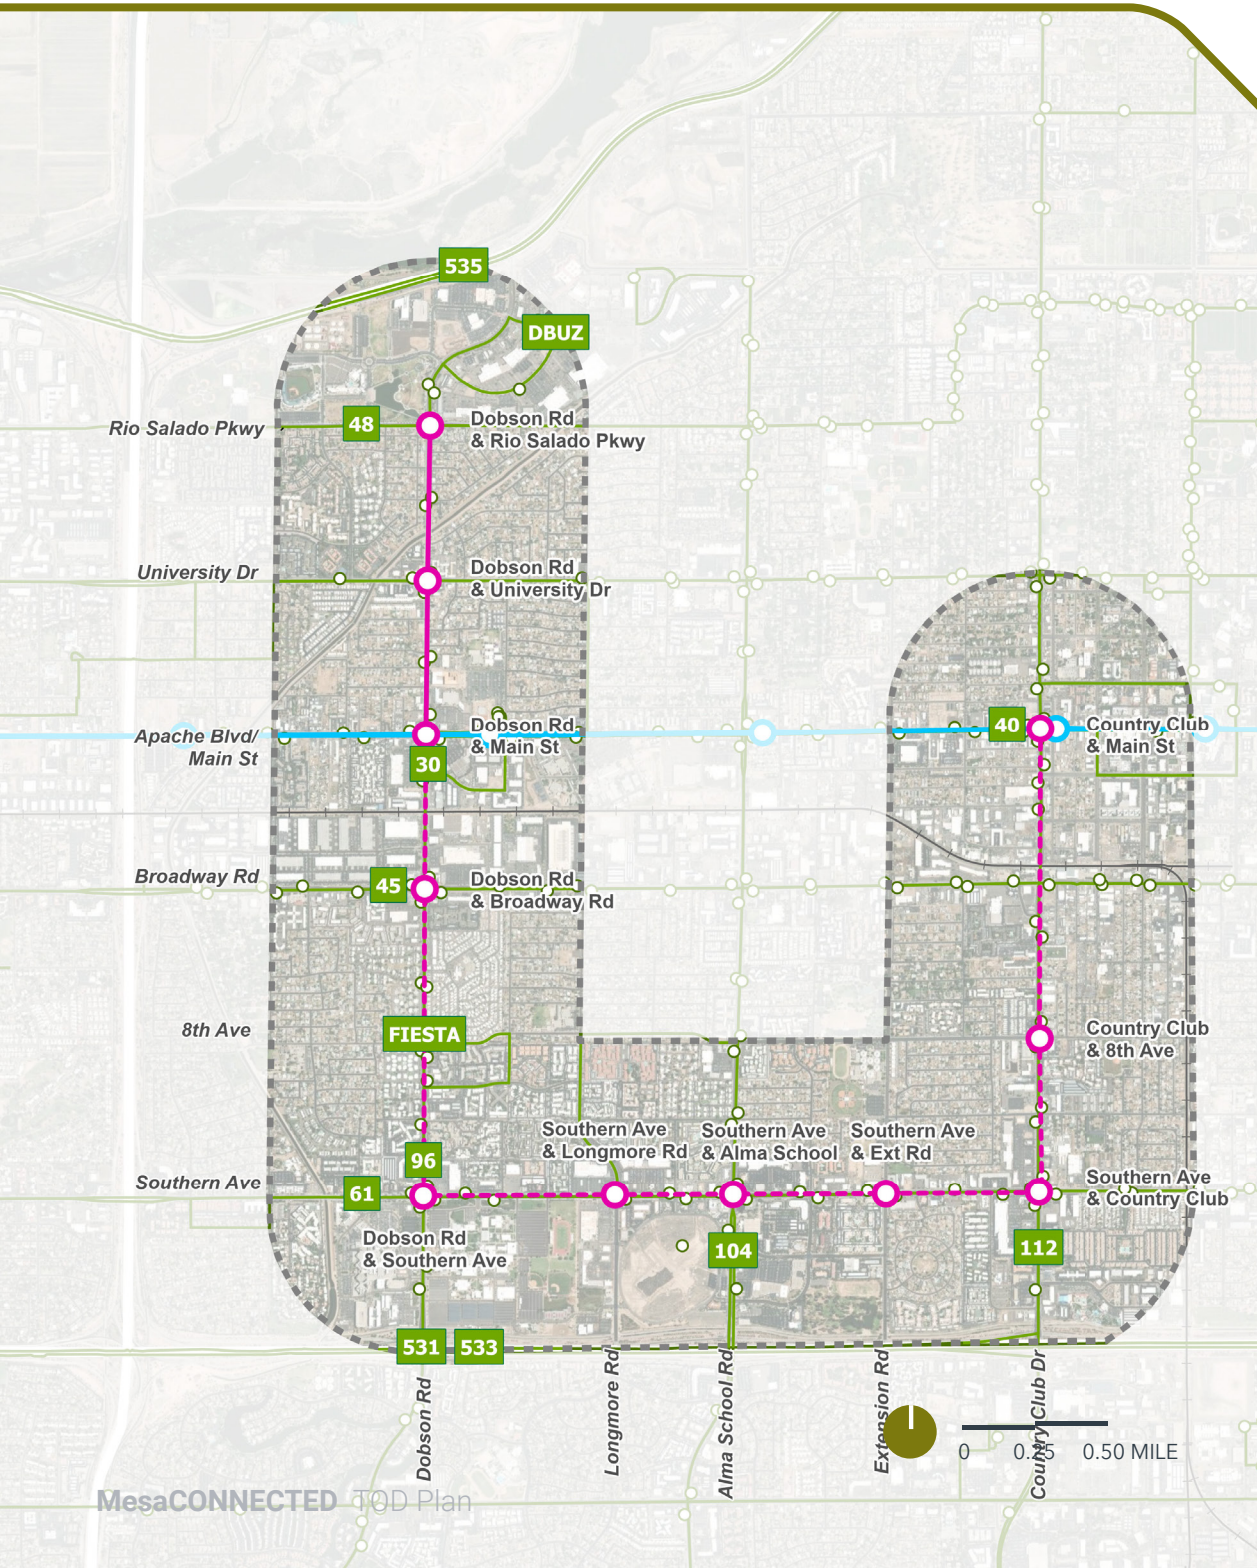 535
DBUZ
Rio Salado Pkwy
48
Dobson Rd
& Rio Salado Pkwy
University Dr
Dobson Rd
& University Dr
Apache Blvd/
Main St
Dobson Rd
& Main St
30
40
Country Club
& Main St
Broadway Rd
45
Dobson Rd
& Broadway Rd
8th Ave
FIESTA
Country Club
& 8th Ave
Southern Ave
& Longmore Rd
Southern Ave
& Alma School
Southern Ave
& Ext Rd
96
Southern Ave
61
Southern Ave
& Country Club
Dobson Rd
& Southern Ave
104
112
531
533
Dobson Rd
Longmore Rd
Alma School Rd
Extension Rd
Country Club Dr
0
0.25
0.50 MILE
MesaCONNECTED TOD Plan